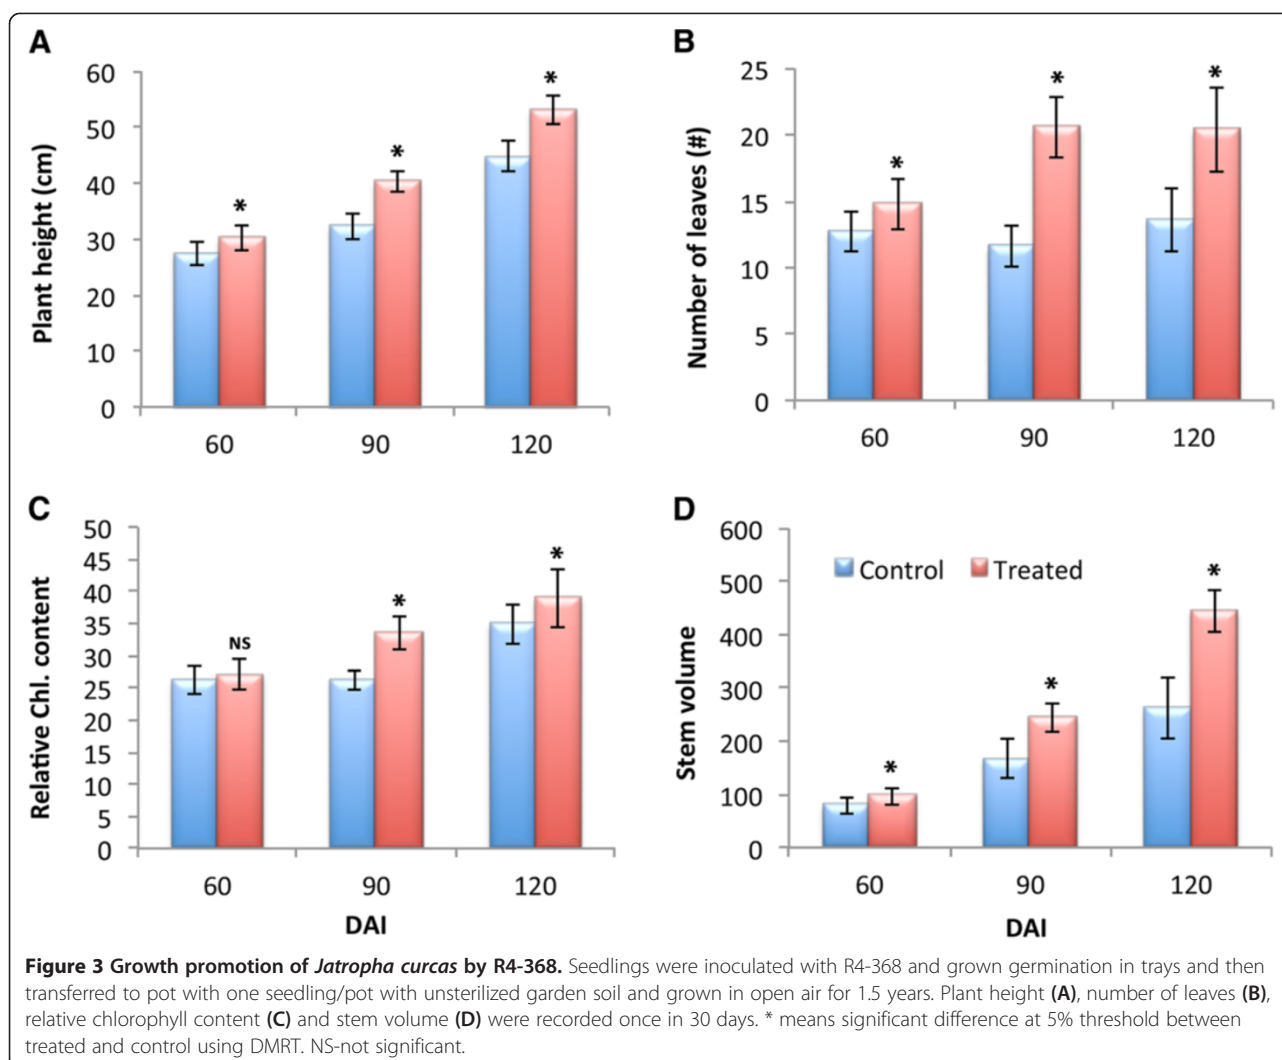 A
60
50
40
30
20
10
0
Plant height (cm)
*
*
*
60 90 120
B
25
20
15
10
5
0
Number of leaves (#)
*
*
*
60 90 120
C
50
45
40
35
30
25
20
15
10
5
0
Relative Chl. content
NS
*
*
60 90 120
DAI
D
600
500
400
300
200
100
0
Stem volume
Control Treated
*
*
*
60 90 120
DAI
Figure 3 Growth promotion of Jatropha curcas by R4-368. Seedlings were inoculated with R4-368 and grown germination in trays and then
transferred to pot with one seedling/pot with unsterilized garden soil and grown in open air for 1.5 years. Plant height (A), number of leaves (B),
relative chlorophyll content (C) and stem volume (D) were recorded once in 30 days. * means significant difference at 5% threshold between
treated and control using DMRT. NS-not significant.